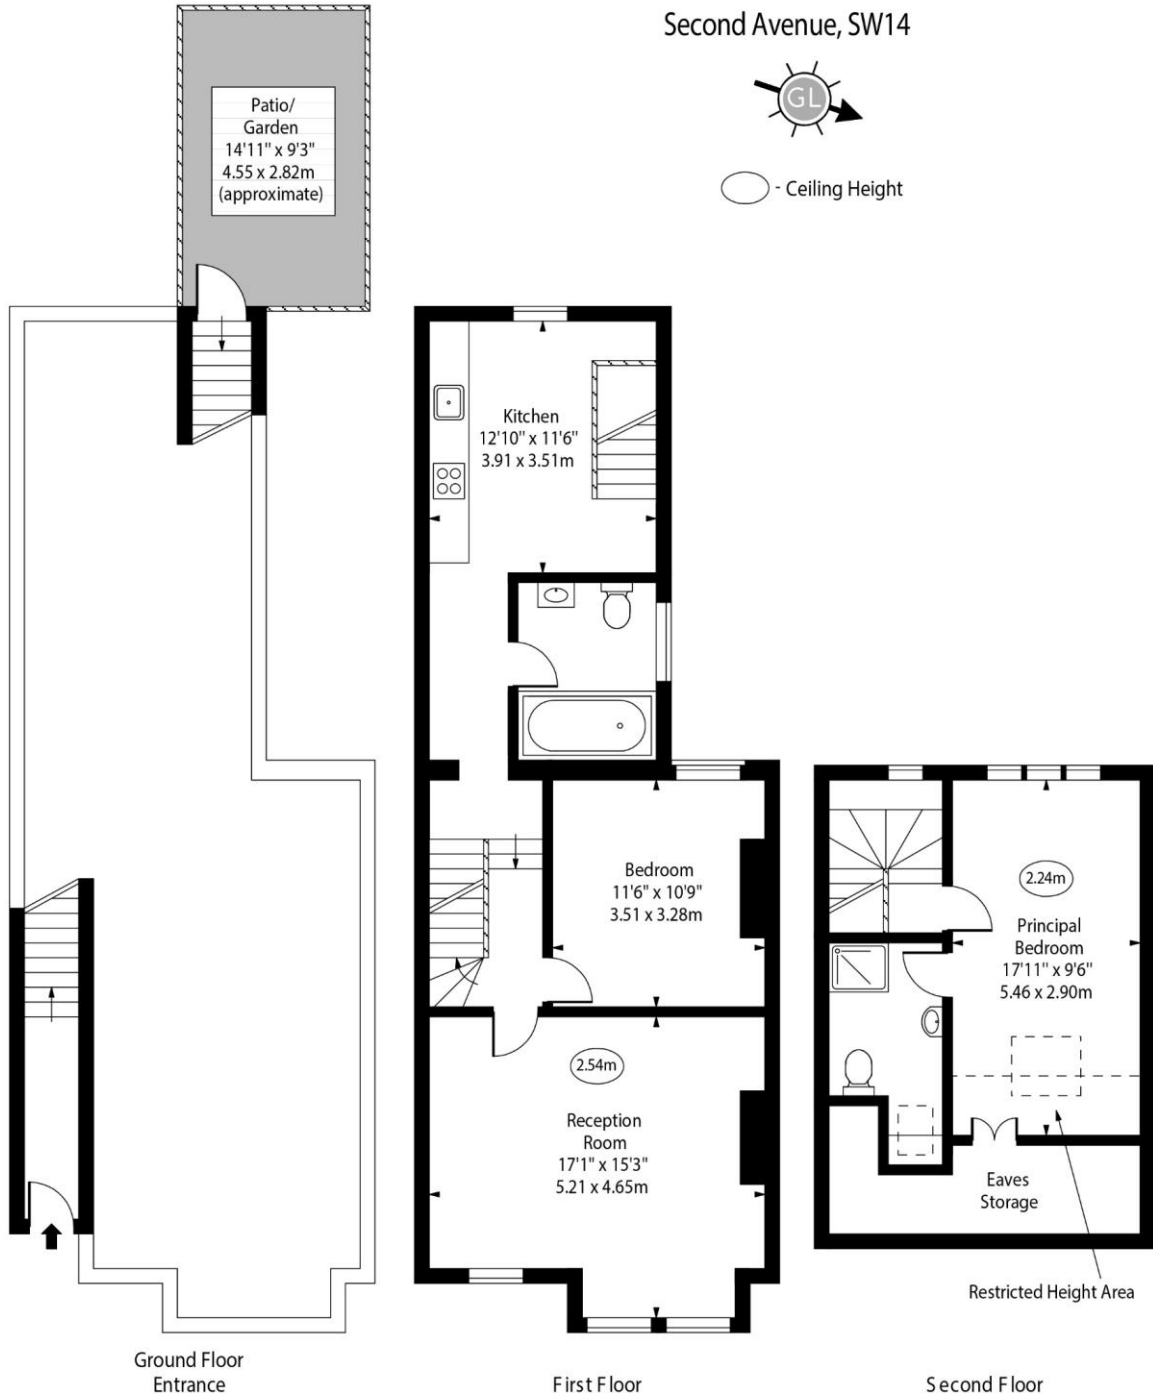 Second Avenue, SW14
GL
- Ceiling Height
Patio/
Garden
14'11" x 9'3"
4.55 x 2.82m
(approximate)
Kitchen
12'10" x 11'6"
3.91 x 3.51m
Bedroom
11'6" x 10'9"
3.51 x 3.28m
2.54m
Reception
Room
17'1" x 15'3"
5.21 x 4.65m
2.24m
Principal
Bedroom
17'11" x 9'6"
5.46 x 2.90m
Eaves
Storage
Restricted Height Area
Ground Floor
Entrance
First Floor
Second Floor